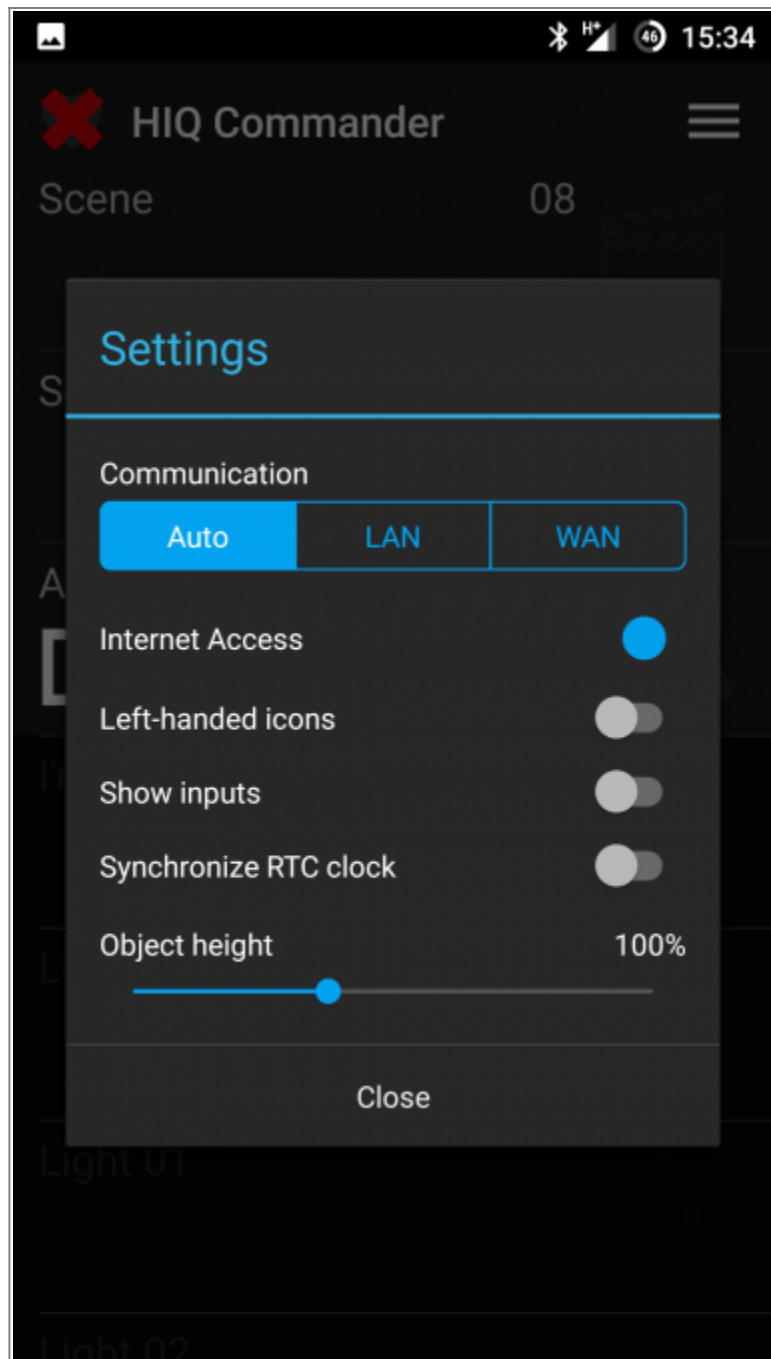 H+ 46 15:34
HIQ Commander
Scene 08
S
Settings
Communication
Auto LAN WAN
A
Internet Access
Left-handed icons
I'
Show inputs
Synchronize RTC clock
Object height 100%
L
Close
Light 01
Light 02